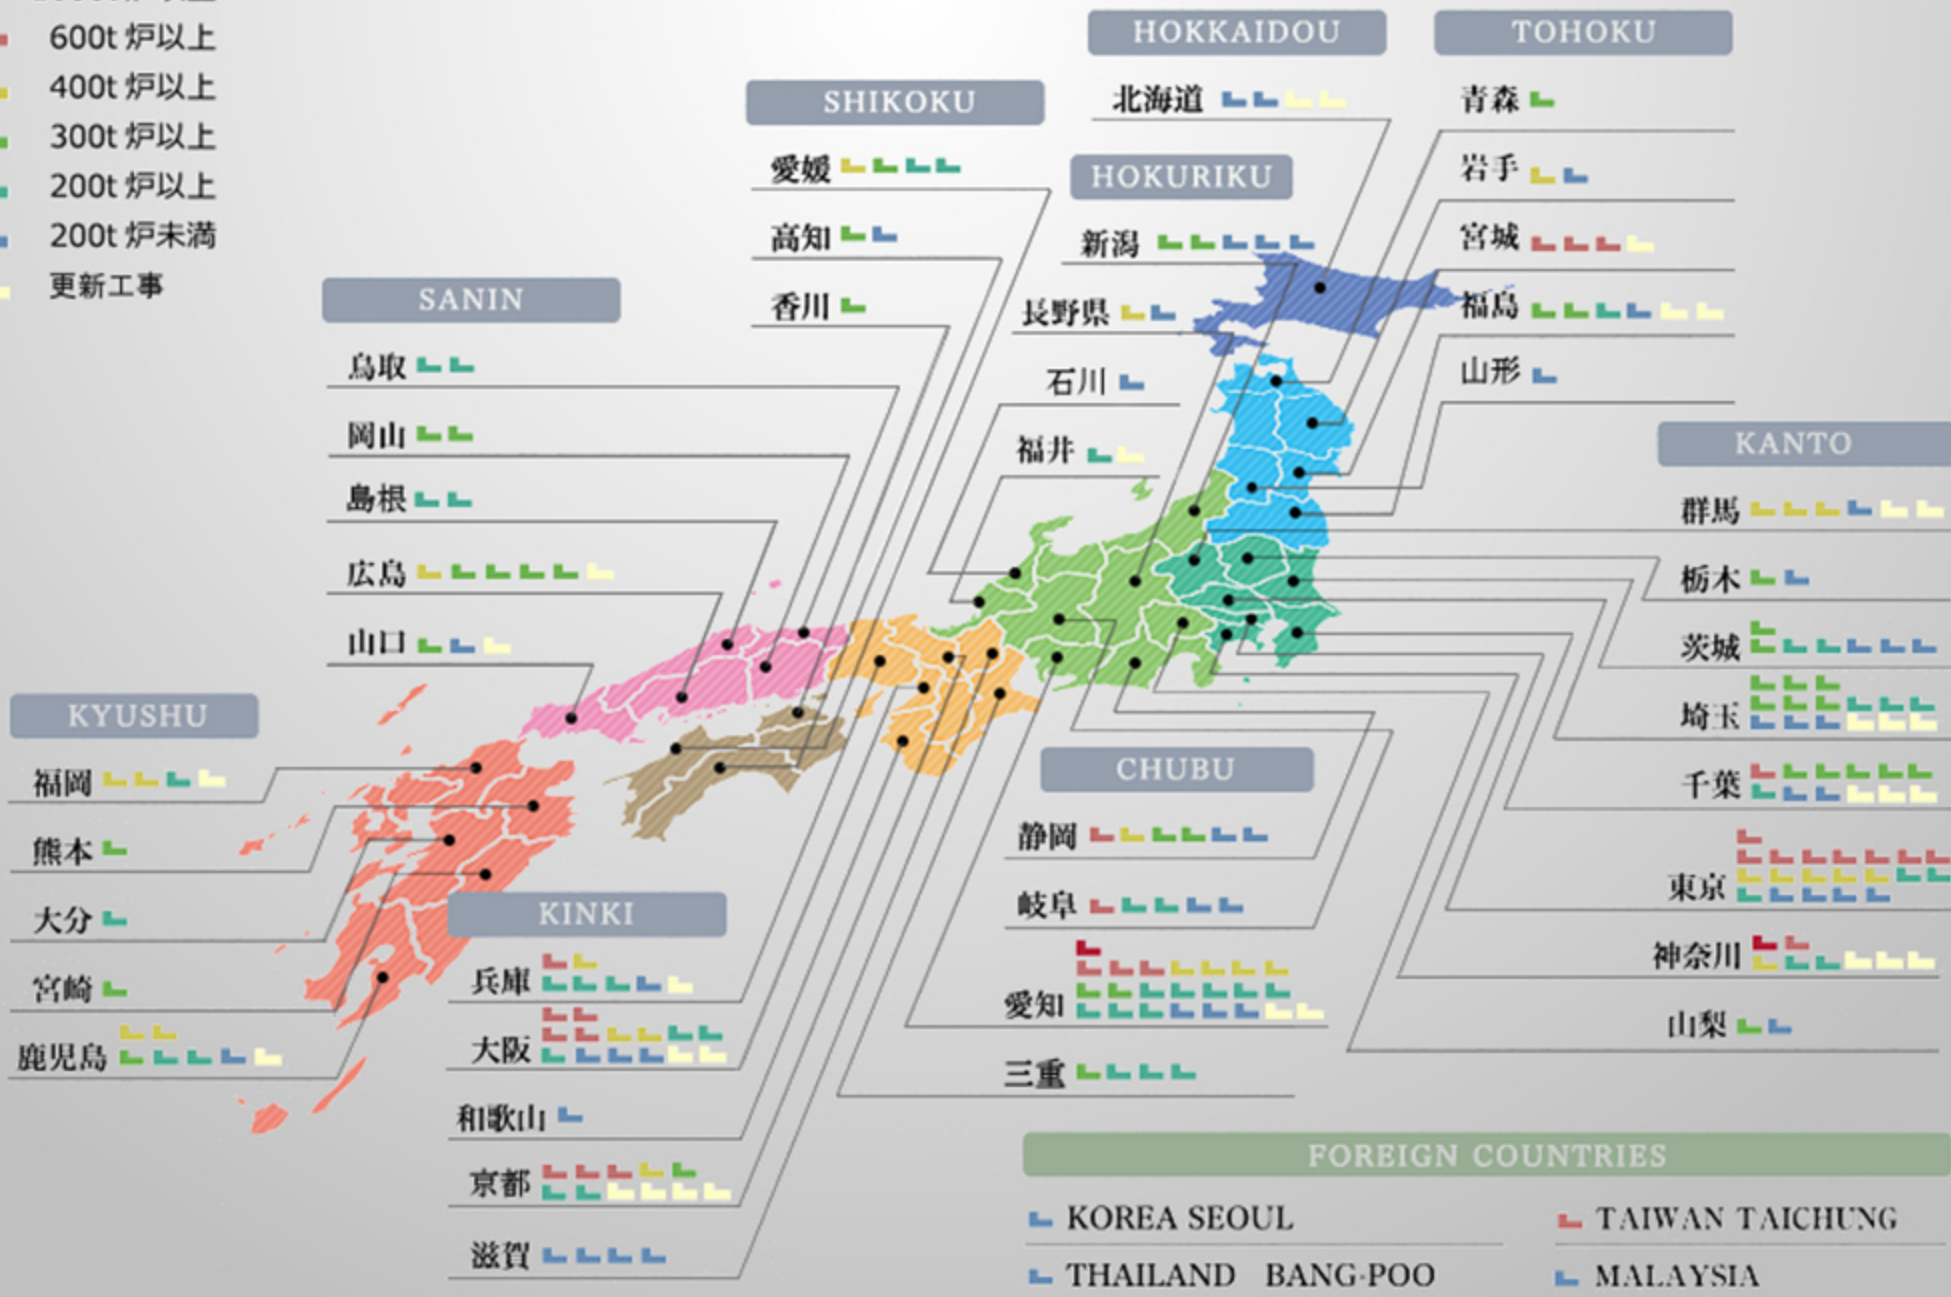 600t 炉以上
400t 炉以上
300t 炉以上
200t 炉以上
200t 炉未満
更新工事
HOKKAIDOU
北海道
TOHOKU
青森
岩手
宮城
福島
山形
SHIKOKU
愛媛
高知
香川
HOKURIKU
新潟
長野県
石川
福井
SANIN
鳥取
岡山
島根
広島
山口
KANTO
群馬
栃木
茨城
埼玉
千葉
東京
神奈川
山梨
KYUSHU
福岡
熊本
大分
宮崎
鹿児島
KINKI
兵庫
大阪
和歌山
京都
滋賀
CHUBU
静岡
岐阜
愛知
三重
FOREIGN COUNTRIES
KOREA SEOUL
TAIWAN TAICHUNG
THAILAND BANG-POO
MALAYSIA